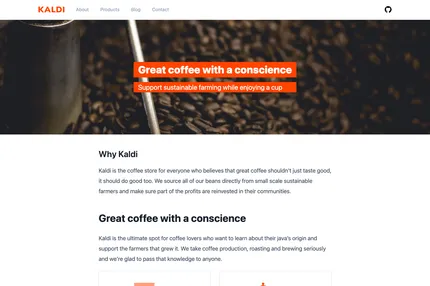 KALDI
About Products Blog Contact
Great coffee with a conscience
Support sustainable farming while enjoying a cup
Why Kaldi
Kaldi is the coffee store for everyone who believes that great coffee shouldn't just taste good,
it should do good too. We source all of our beans directly from small scale sustainable
farmers and make sure part of the profits are reinvested in their communities.
Great coffee with a conscience
Kaldi is the ultimate spot for coffee lovers who want to learn about their java's origin and
support the farmers that grew it. We take coffee production, roasting and brewing seriously
and we're glad to pass that knowledge to anyone.